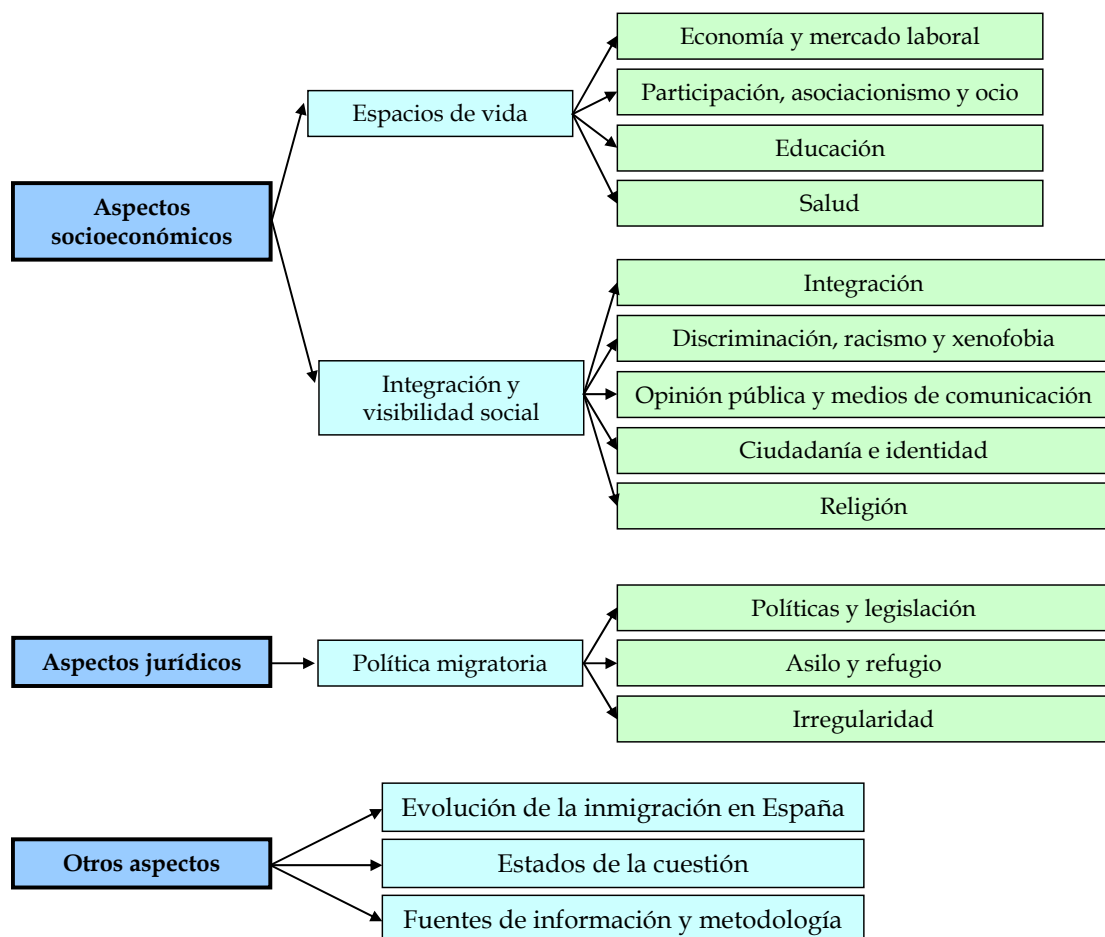 Economía y mercado laboral
Participación, asociacionismo y ocio
Espacios de vida
Educación
Salud
Aspectos
socioeconómicos
Integración
Discriminación, racismo y xenofobia
Integración y
visibilidad social
Opinión pública y medios de comunicación
Ciudadanía e identidad
Religión
Políticas y legislación
Aspectos jurídicos
Política migratoria
Asilo y refugio
Irregularidad
Evolución de la inmigración en España
Otros aspectos
Estados de la cuestión
Fuentes de información y metodología